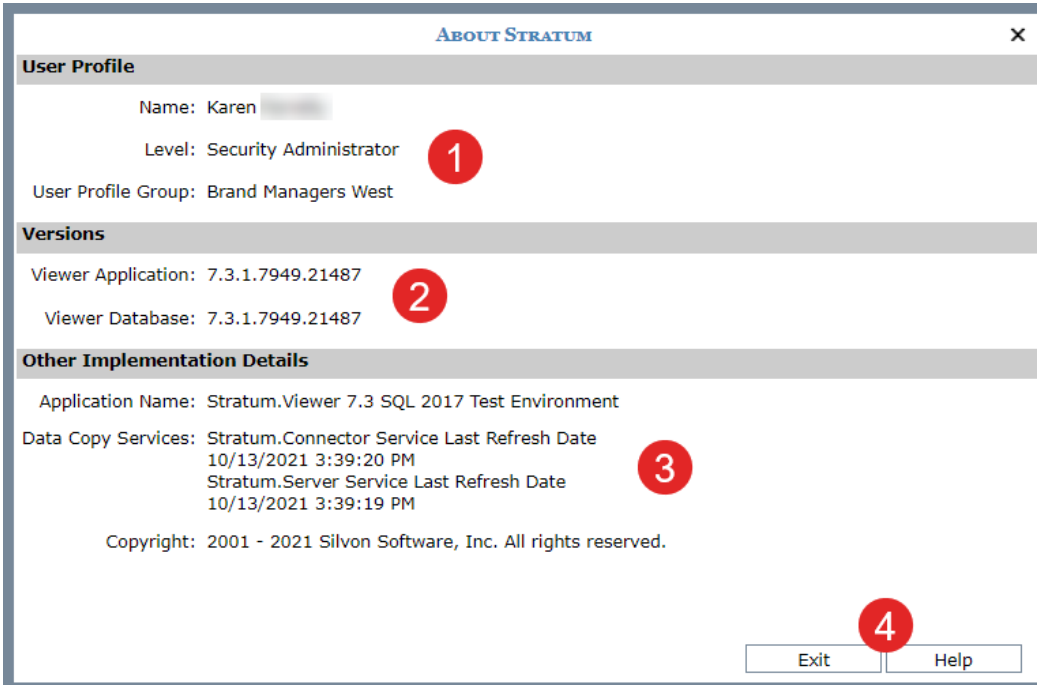 ABOUT STRATUM
User Profile
Name: Karen
Level: Security Administrator
1
User Profile Group: Brand Managers West
Versions
Viewer Application: 7.3.1.7949.21487
2
Viewer Database: 7.3.1.7949.21487
Other Implementation Details
Application Name: Stratum.Viewer 7.3 SQL 2017 Test Environment
Data Copy Services: Stratum.Connector Service Last Refresh Date
10/13/2021 3:39:20 PM
3
Stratum.Server Service Last Refresh Date
10/13/2021 3:39:19 PM
Copyright: 2001 - 2021 Silvon Software, Inc. All rights reserved.
4
Exit Help